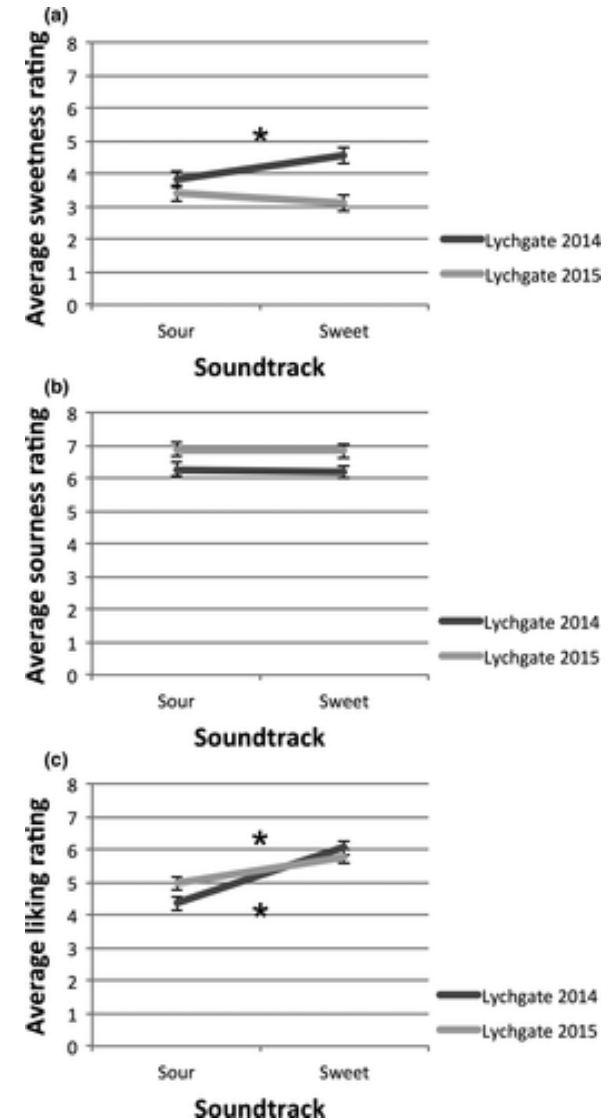 (a)
Average sweetness rating
8
7
6
5
4
3
2
1
0
*
Sour Sweet
Soundtrack
Lychgate 2014
Lychgate 2015
(b)
Average sourness rating
8
7
6
5
4
3
2
1
0
Sour Sweet
Soundtrack
Lychgate 2014
Lychgate 2015
(c)
Average liking rating
8
7
6
5
4
3
2
1
0
*
*
Sour Sweet
Soundtrack
Lychgate 2014
Lychgate 2015